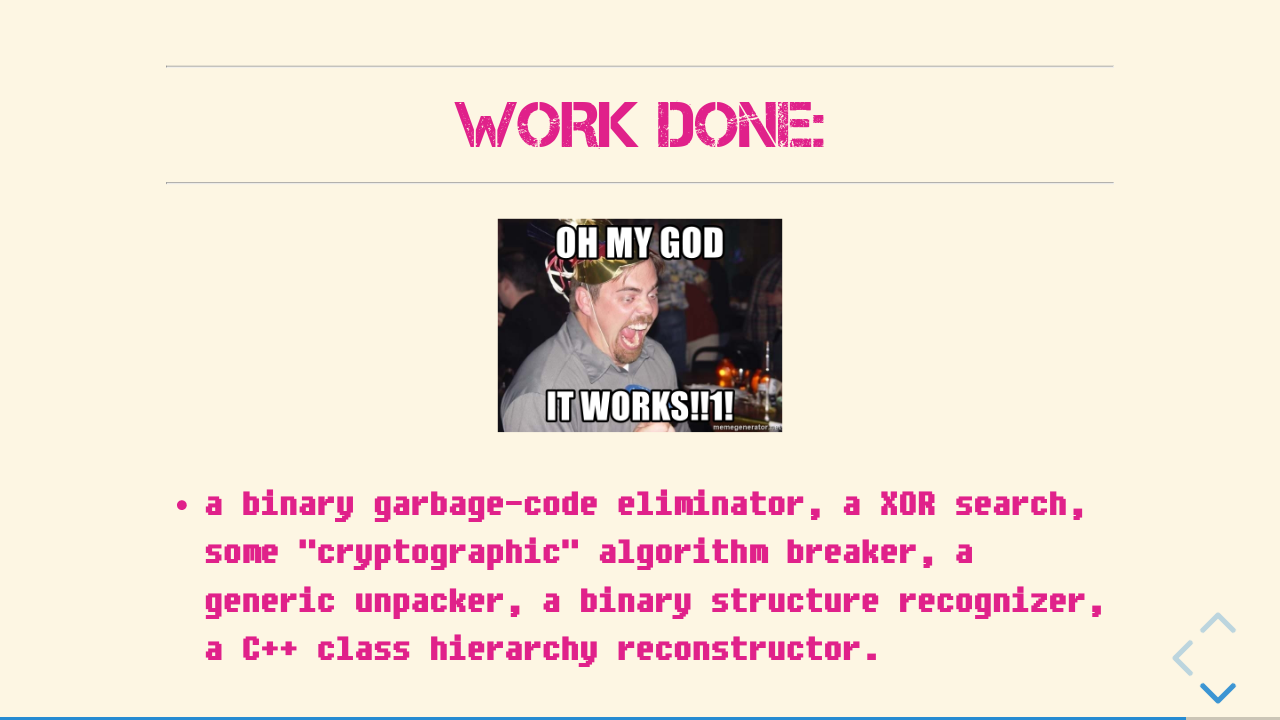 WORK DONE:
OH MY GOD
IT WORKS!!1!
memegenerator.
a binary garbage-code eliminator, a XOR search,
some "cryptographic" algorithm breaker, a
generic unpacker, a binary structure recognizer,
a C++ class hierarchy reconstructor.